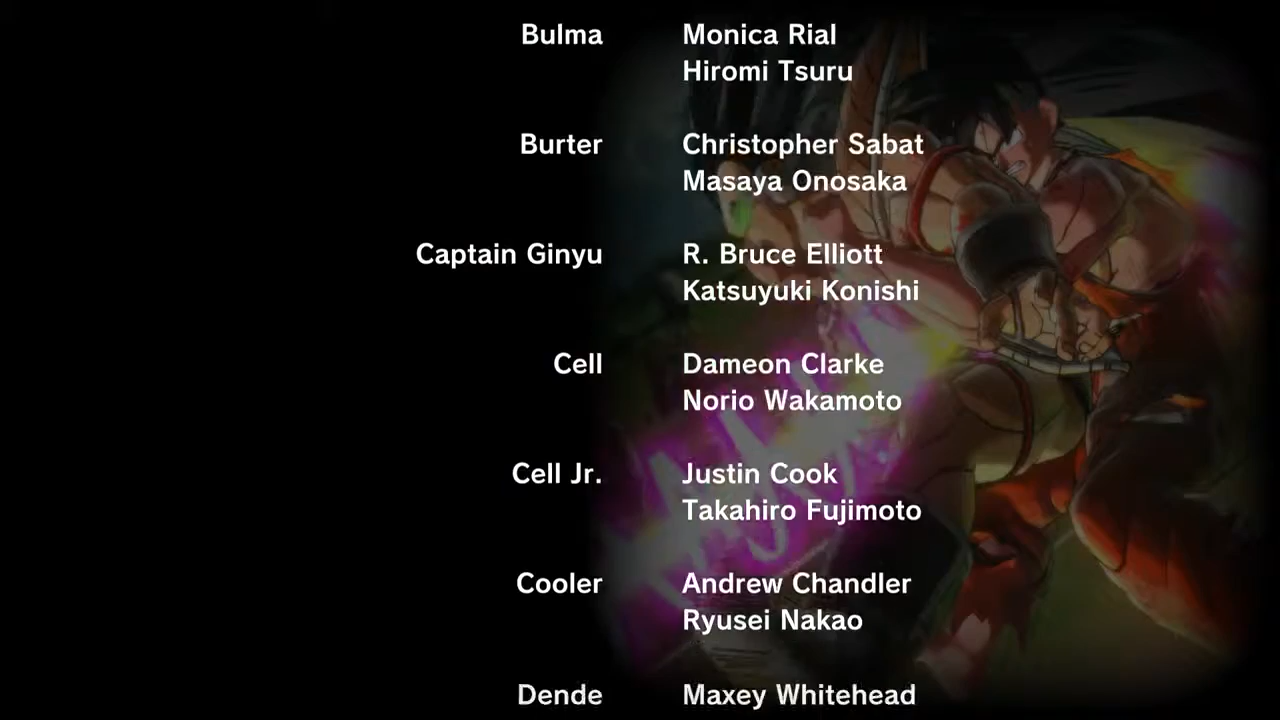 Bulma Monica Rial
Hiromi Tsuru
Burter Christopher Sabat
Masaya Onosaka
Captain Ginyu R. Bruce Elliott
Katsuyuki Konishi
Cell Dameon Clarke
Norio Wakamoto
Cell Jr. Justin Cook
Takahiro Fujimoto
Cooler Andrew Chandler
Ryusei Nakao
Dende Maxey Whitehead